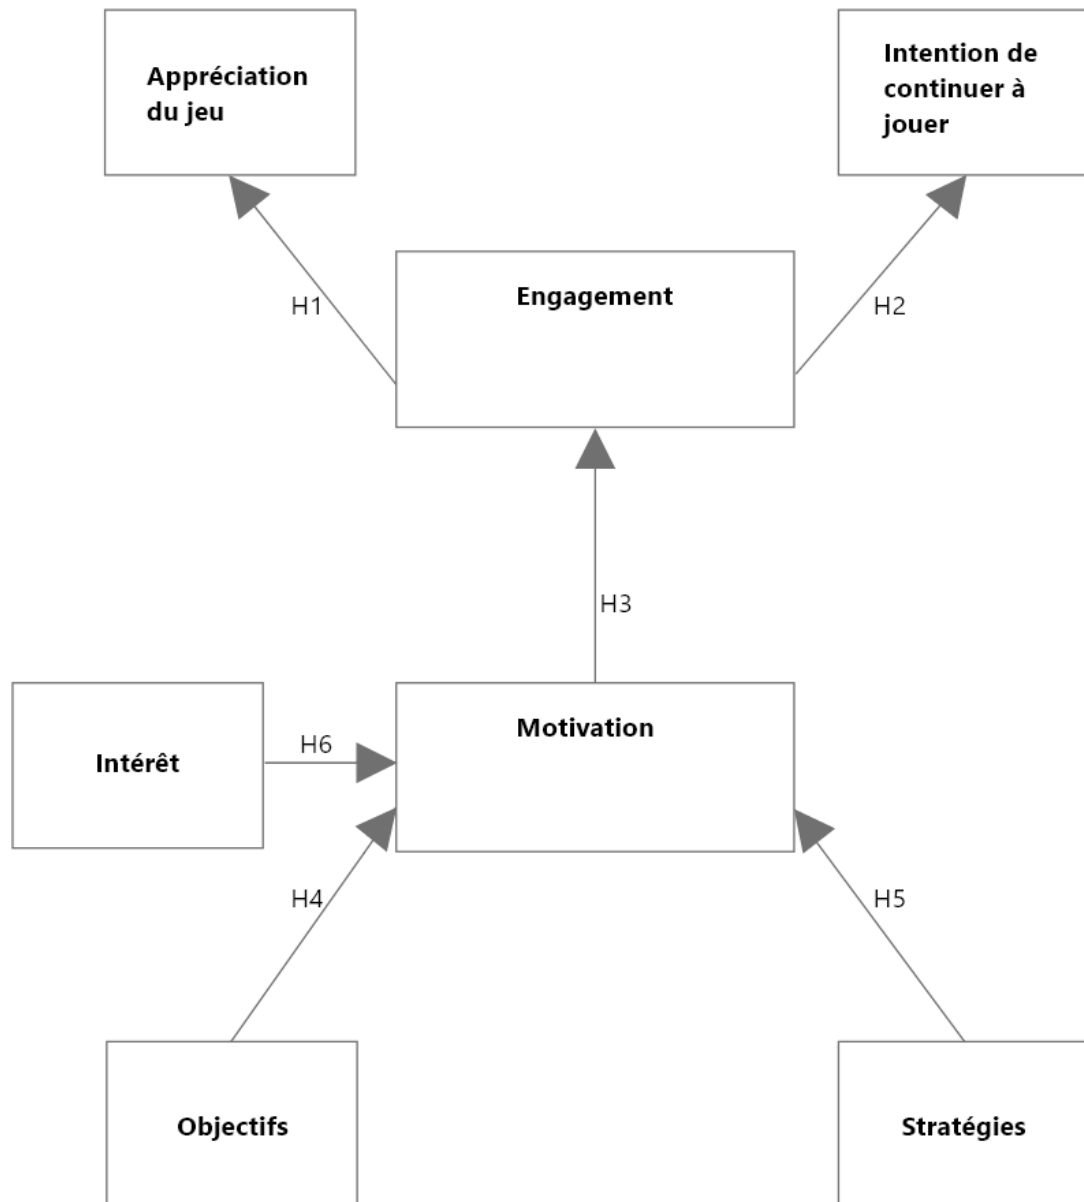 Appréciation
du jeu
Intention de
continuer à
jouer
Engagement
H1
H2
H3
Motivation
H6
Intérêt
H4
H5
Objectifs
Stratégies